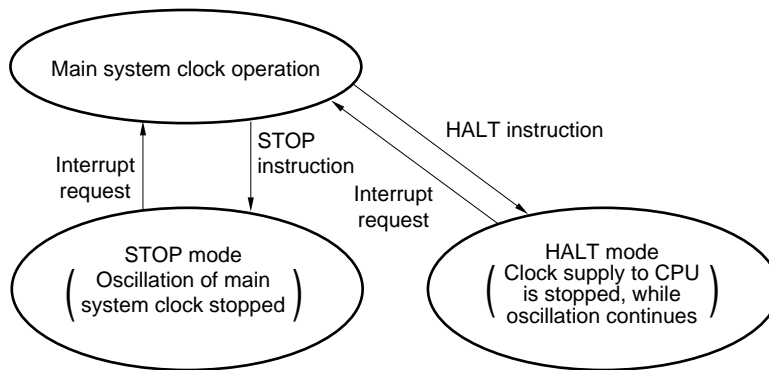 Main system clock operation
HALT instruction
STOP
instruction
Interrupt
request
Interrupt
request
STOP mode
Oscillation of main
system clock stopped
HALT mode
Clock supply to CPU
is stopped, while
oscillation continues